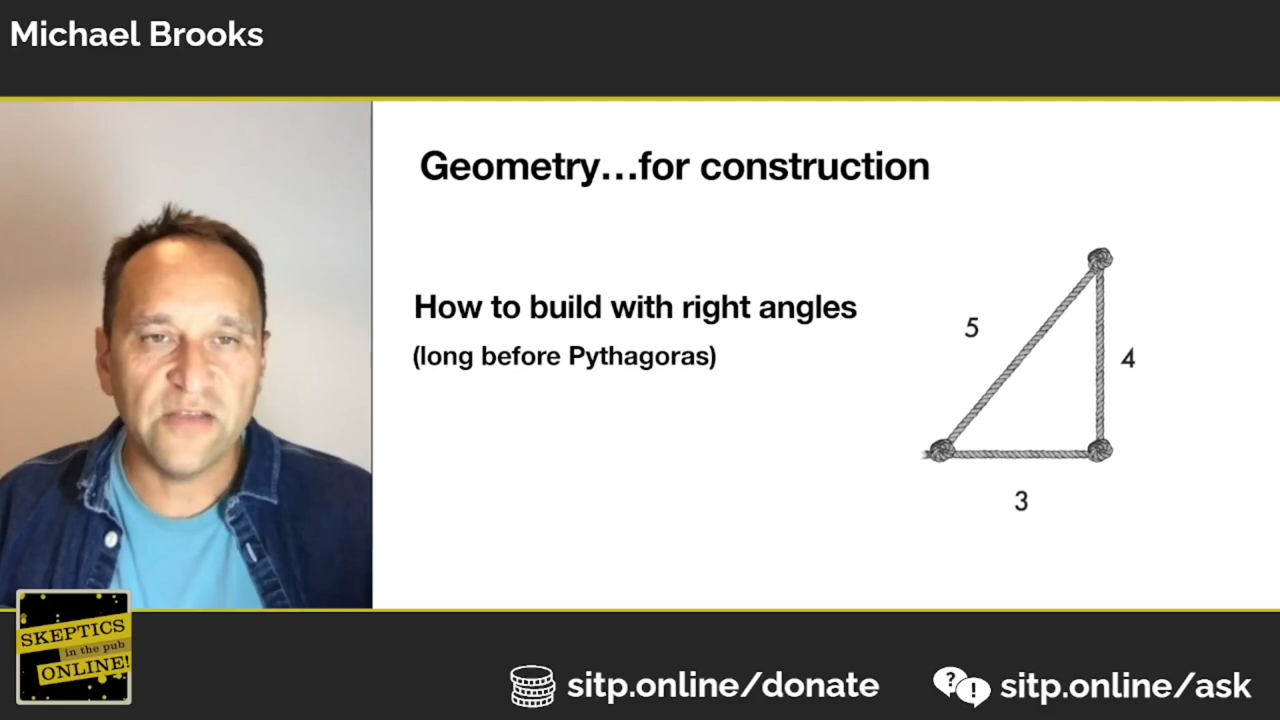 Michael Brooks
Geometry...for construction
How to build with right angles
(long before Pythagoras)
5
4
3
SKEPTICS
in the pub
ONLINE!
sitp.online/donate
? !
sitp.online/ask